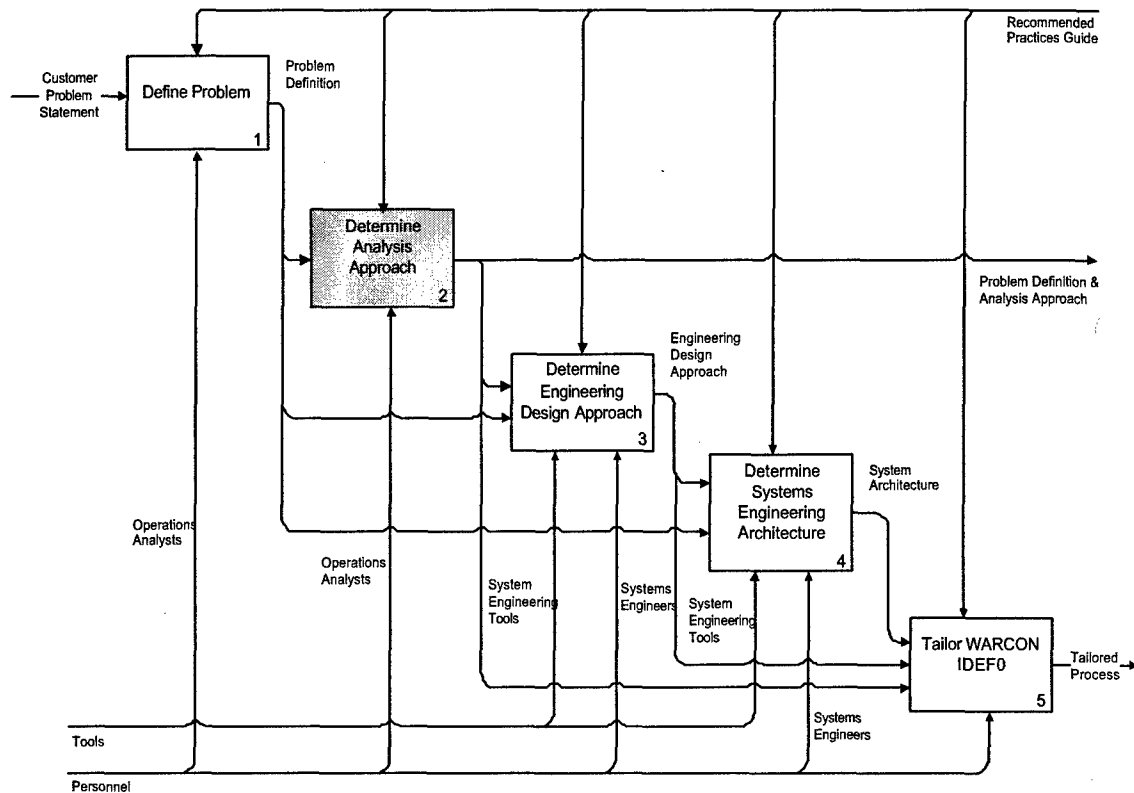 Recommended
Practices Guide
Customer
Problem
Statement
Define Problem
1
Problem
Definition
Determine
Analysis
Approach
2
Problem Definition &
Analysis Approach
Determine
Engineering
Design Approach
3
Engineering
Design
Approach
Determine
Systems
Engineering
Architecture
4
System
Architecture
Operations
Analysts
Operations
Analysts
System
Engineering
Tools
Systems
Engineers
System
Engineering
Tools
Tailor WARCON
IDEF0
5
Tailored
Process
Systems
Engineers
Tools
Personnel